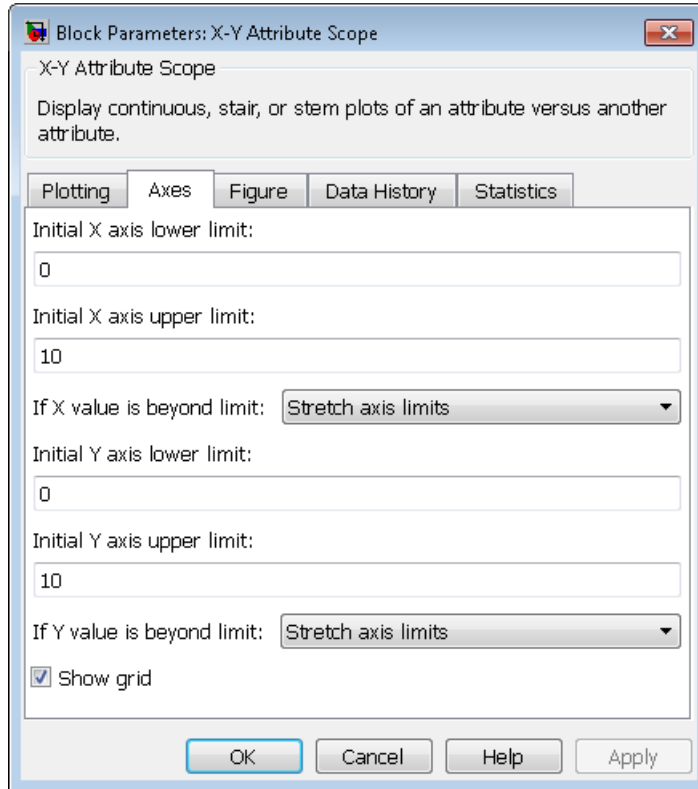 Block Parameters: X-Y Attribute Scope
X-Y Attribute Scope
Display continuous, stair, or stem plots of an attribute versus another
attribute.
Plotting Axes Figure Data History Statistics
Initial X axis lower limit:
0
Initial X axis upper limit:
10
If X value is beyond limit: Stretch axis limits
Initial Y axis lower limit:
0
Initial Y axis upper limit:
10
If Y value is beyond limit: Stretch axis limits
Show grid
OK Cancel Help Apply